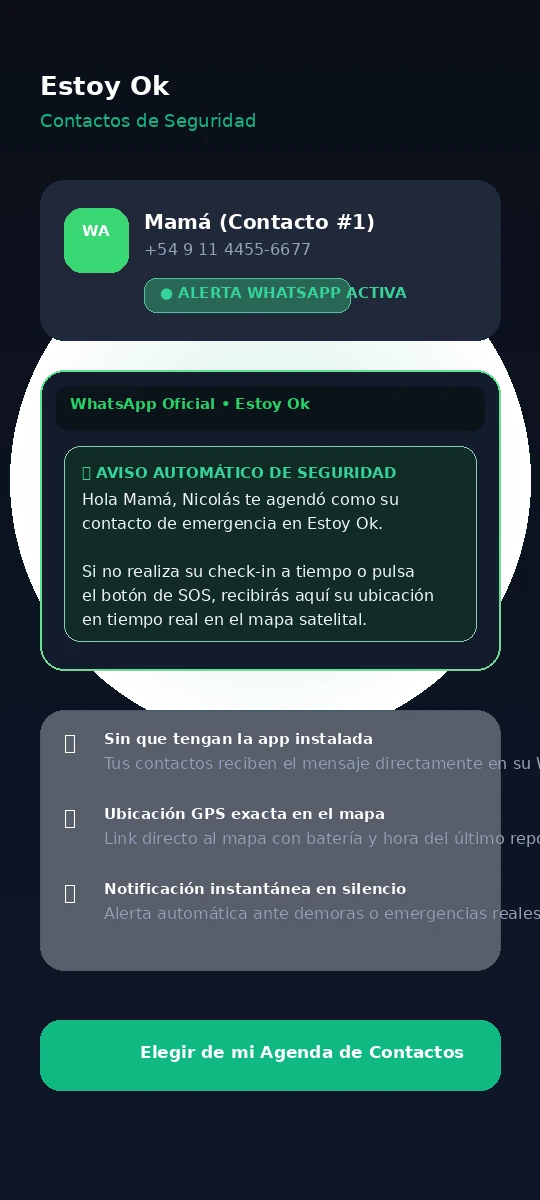 Estoy Ok
Contactos de Seguridad
WA
Mamá (Contacto #1)
+54 9 11 4455-6677
● ALERTA WHATSAPP ACTIVA
WhatsApp Oficial • Estoy Ok
AVISO AUTOMÁTICO DE SEGURIDAD
Hola Mamá, Nicolás te agendó como su
contacto de emergencia en Estoy Ok.
Si no realiza su check-in a tiempo o pulsa
el botón de SOS, recibirás aquí su ubicación
en tiempo real en el mapa satelital.
Sin que tengan la app instalada
Tus contactos reciben el mensaje directamente en su
Ubicación GPS exacta en el mapa
Link directo al mapa con batería y hora del último
Notificación instantánea en silencio
Alerta automática ante demoras o emergencias reales
Elegir de mi Agenda de Contactos